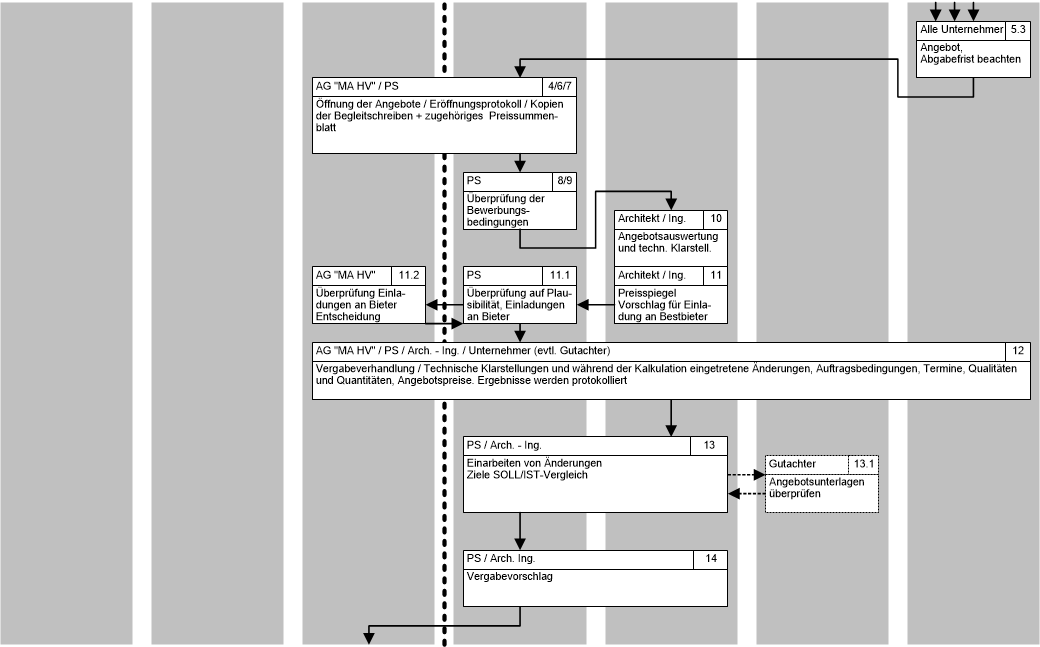 Alle Unternehmer 5.3
Angebot,
Abgabefrist beachten
AG "MA HV" / PS 4/6/7
Öffnung der Angebote / Eröffnungsprotokoll / Kopien
der Begleitschreiben + zugehöriges Preissummen-
blatt
PS 8/9
Überprüfung der
Bewerbungs-
bedingungen
Architekt / Ing. 10
Angebotsauswertung
und techn. Klarstell.
AG "MA HV" 11.2
Überprüfung Einla-
dungen an Bieter
Entscheidung
PS 11.1
Überprüfung auf Plau-
sibilität, Einladungen
an Bieter
Architekt / Ing. 11
Preisspiegel
Vorschlag für Einla-
dung an Bestbieter
AG "MA HV" / PS / Arch. - Ing. / Unternehmer (evtl. Gutachter) 12
Vergabeverhandlung / Technische Klarstellungen und während der Kalkulation eingetretene Änderungen, Auftragsbedingungen, Termine, Qualitäten
und Quantitäten, Angebotspreise. Ergebnisse werden protokolliert
PS / Arch. - Ing. 13
Einarbeiten von Änderungen
Ziele SOLL/IST-Vergleich
Gutachter 13.1
Angebotsunterlagen
überprüfen
PS / Arch. Ing. 14
Vergabevorschlag